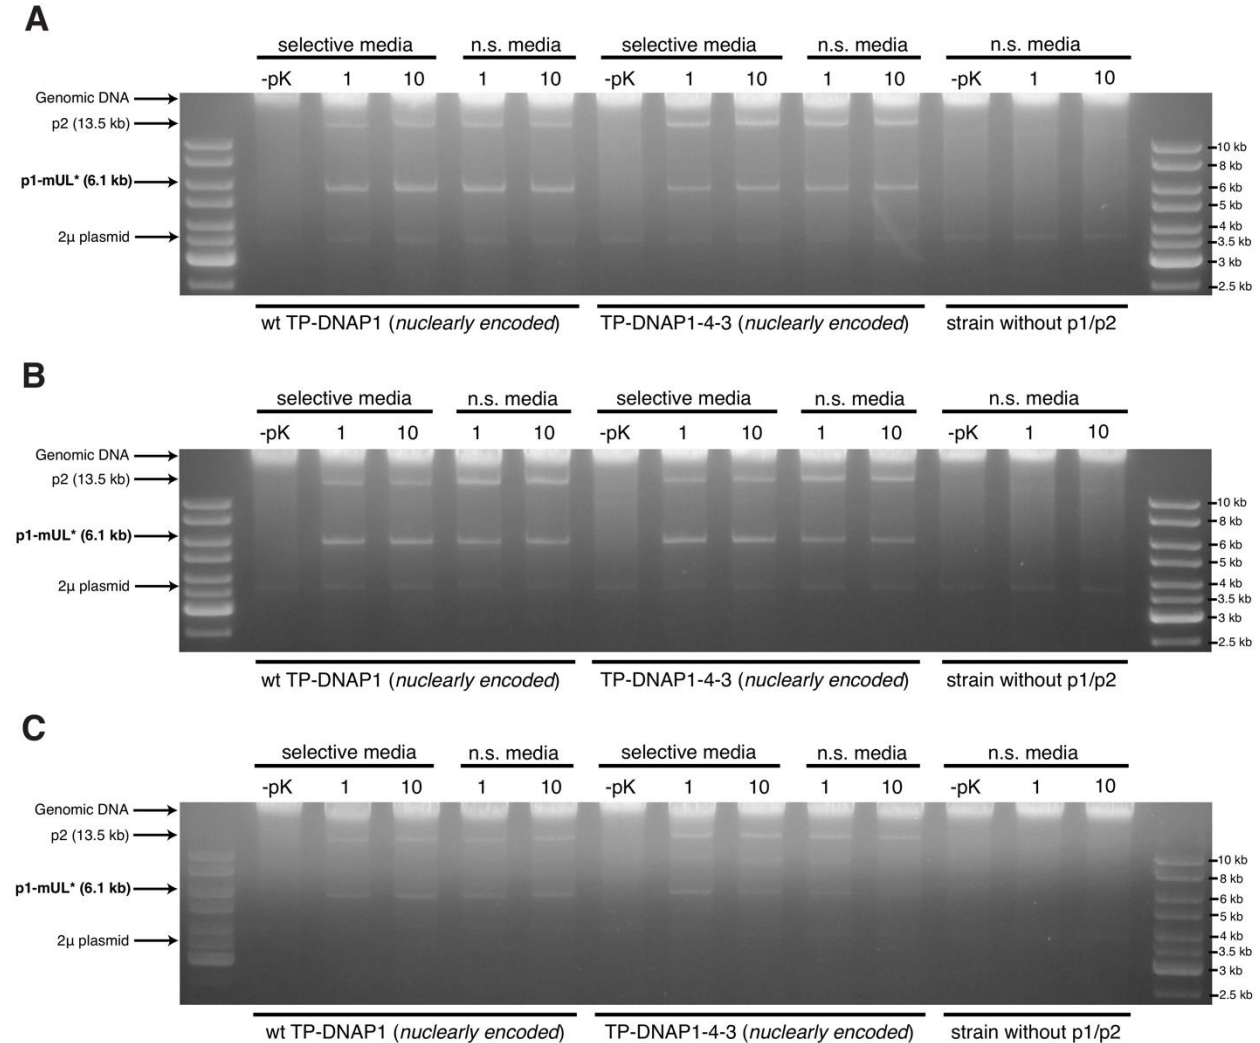 A
selective media n.s. media selective media n.s. media n.s. media
-pK 1 10 1 10 -pK 1 10 1 10 -pK 1 10
Genomic DNA
p2 (13.5 kb)
p1-mUL* (6.1 kb)
2µ plasmid
10 kb
8 kb
6 kb
5 kb
4 kb
3.5 kb
3 kb
2.5 kb
wt TP-DNAP1 (nuclearly encoded) TP-DNAP1-4-3 (nuclearly encoded) strain without p1/p2
B
selective media n.s. media selective media n.s. media n.s. media
-pK 1 10 1 10 -pK 1 10 1 10 -pK 1 10
Genomic DNA
p2 (13.5 kb)
p1-mUL* (6.1 kb)
2µ plasmid
10 kb
8 kb
6 kb
5 kb
4 kb
3.5 kb
3 kb
2.5 kb
wt TP-DNAP1 (nuclearly encoded) TP-DNAP1-4-3 (nuclearly encoded) strain without p1/p2
C
selective media n.s. media selective media n.s. media n.s. media
-pK 1 10 1 10 -pK 1 10 1 10 -pK 1 10
Genomic DNA
p2 (13.5 kb)
p1-mUL* (6.1 kb)
2µ plasmid
10 kb
8 kb
6 kb
5 kb
4 kb
3.5 kb
3 kb
2.5 kb
wt TP-DNAP1 (nuclearly encoded) TP-DNAP1-4-3 (nuclearly encoded) strain without p1/p2